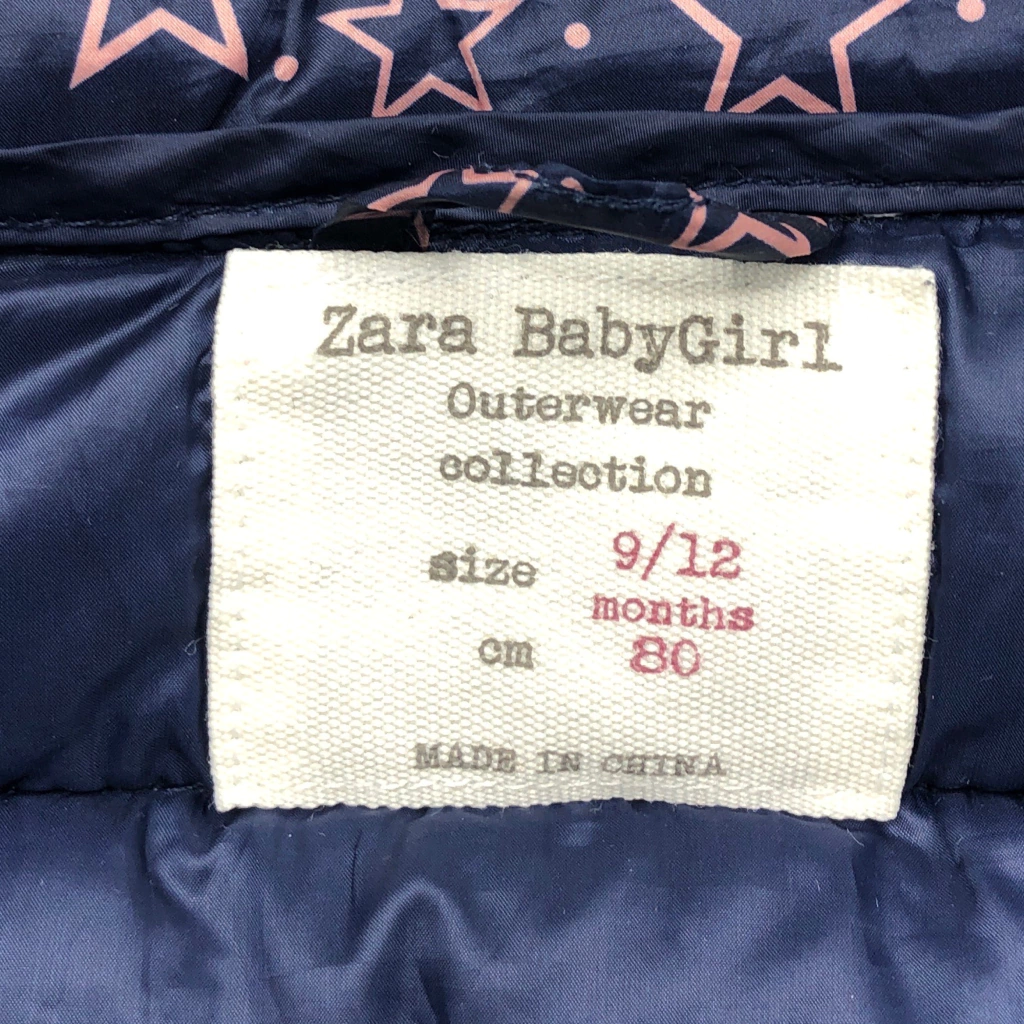 Zara BabyGirl
Outerwear
collection
size 9/12
months
cm 80
MADE IN CHINA